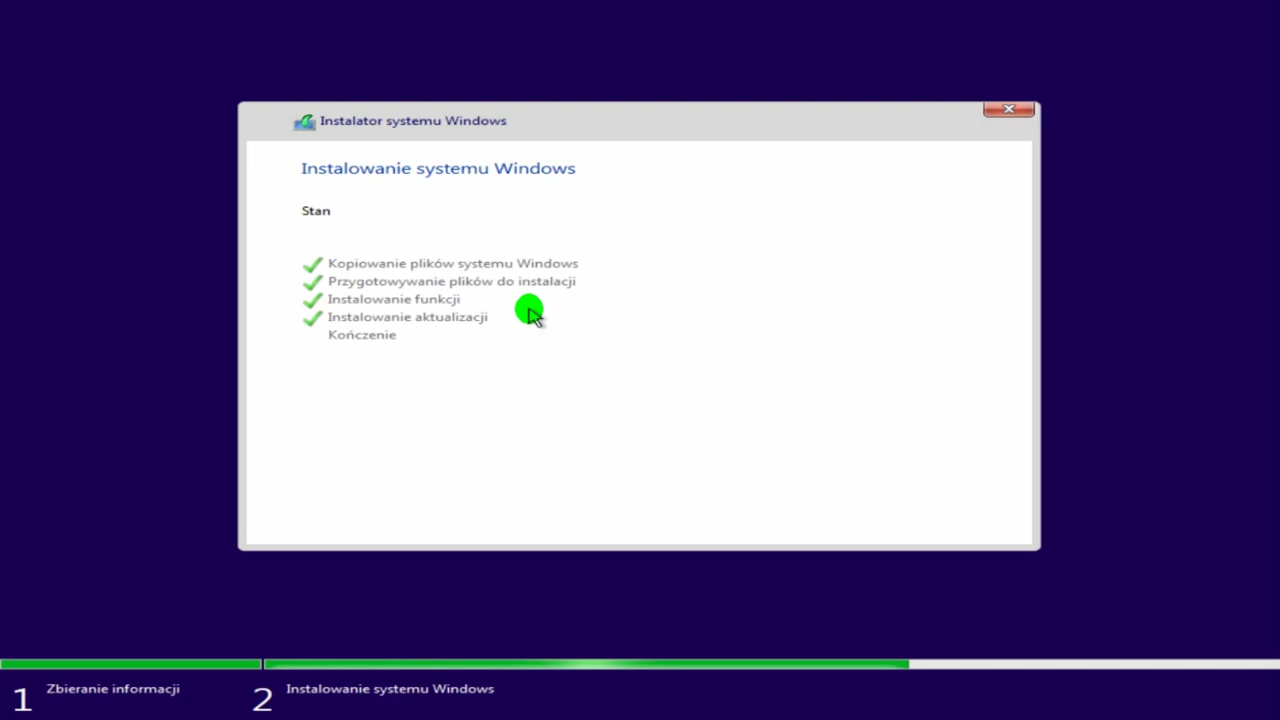 Instalator systemu Windows
Instalowanie systemu Windows
Stan
Kopiowanie plików systemu Windows
Przygotowywanie plików do instalacji
Instalowanie funkcji
Instalowanie aktualizacji
Kończenie
1 Zbieranie informacji
2 Instalowanie systemu Windows